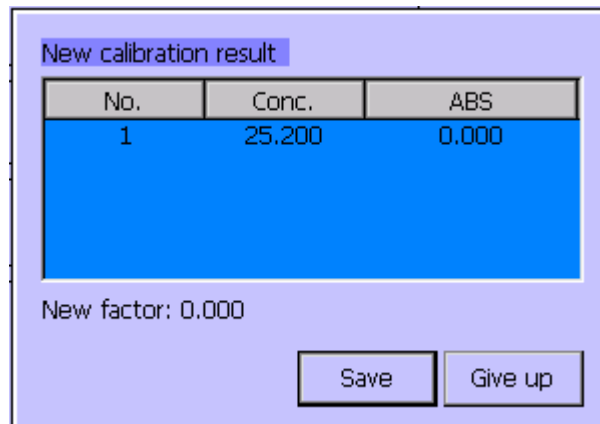 New calibration result
No. Conc. ABS
1 25.200 0.000
New factor: 0.000
Save Give up